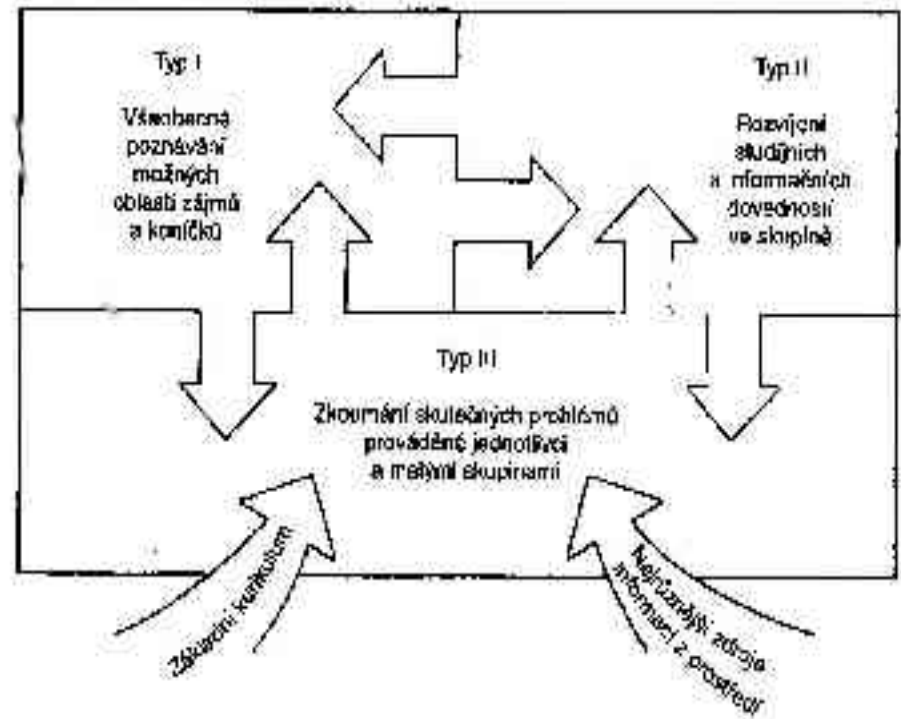 Typ I
Všeobecné
poznávání
možných
oblastí zájmů
a koníčků
Typ II
Rozvíjení
studijních
a informačních
dovedností
ve skupině
Typ III
Zkoumání skutečných problémů
prováděné jednotlivci
a malými skupinami
Základní kurikulum
Nejrůznější zdroje
informací z prostředí